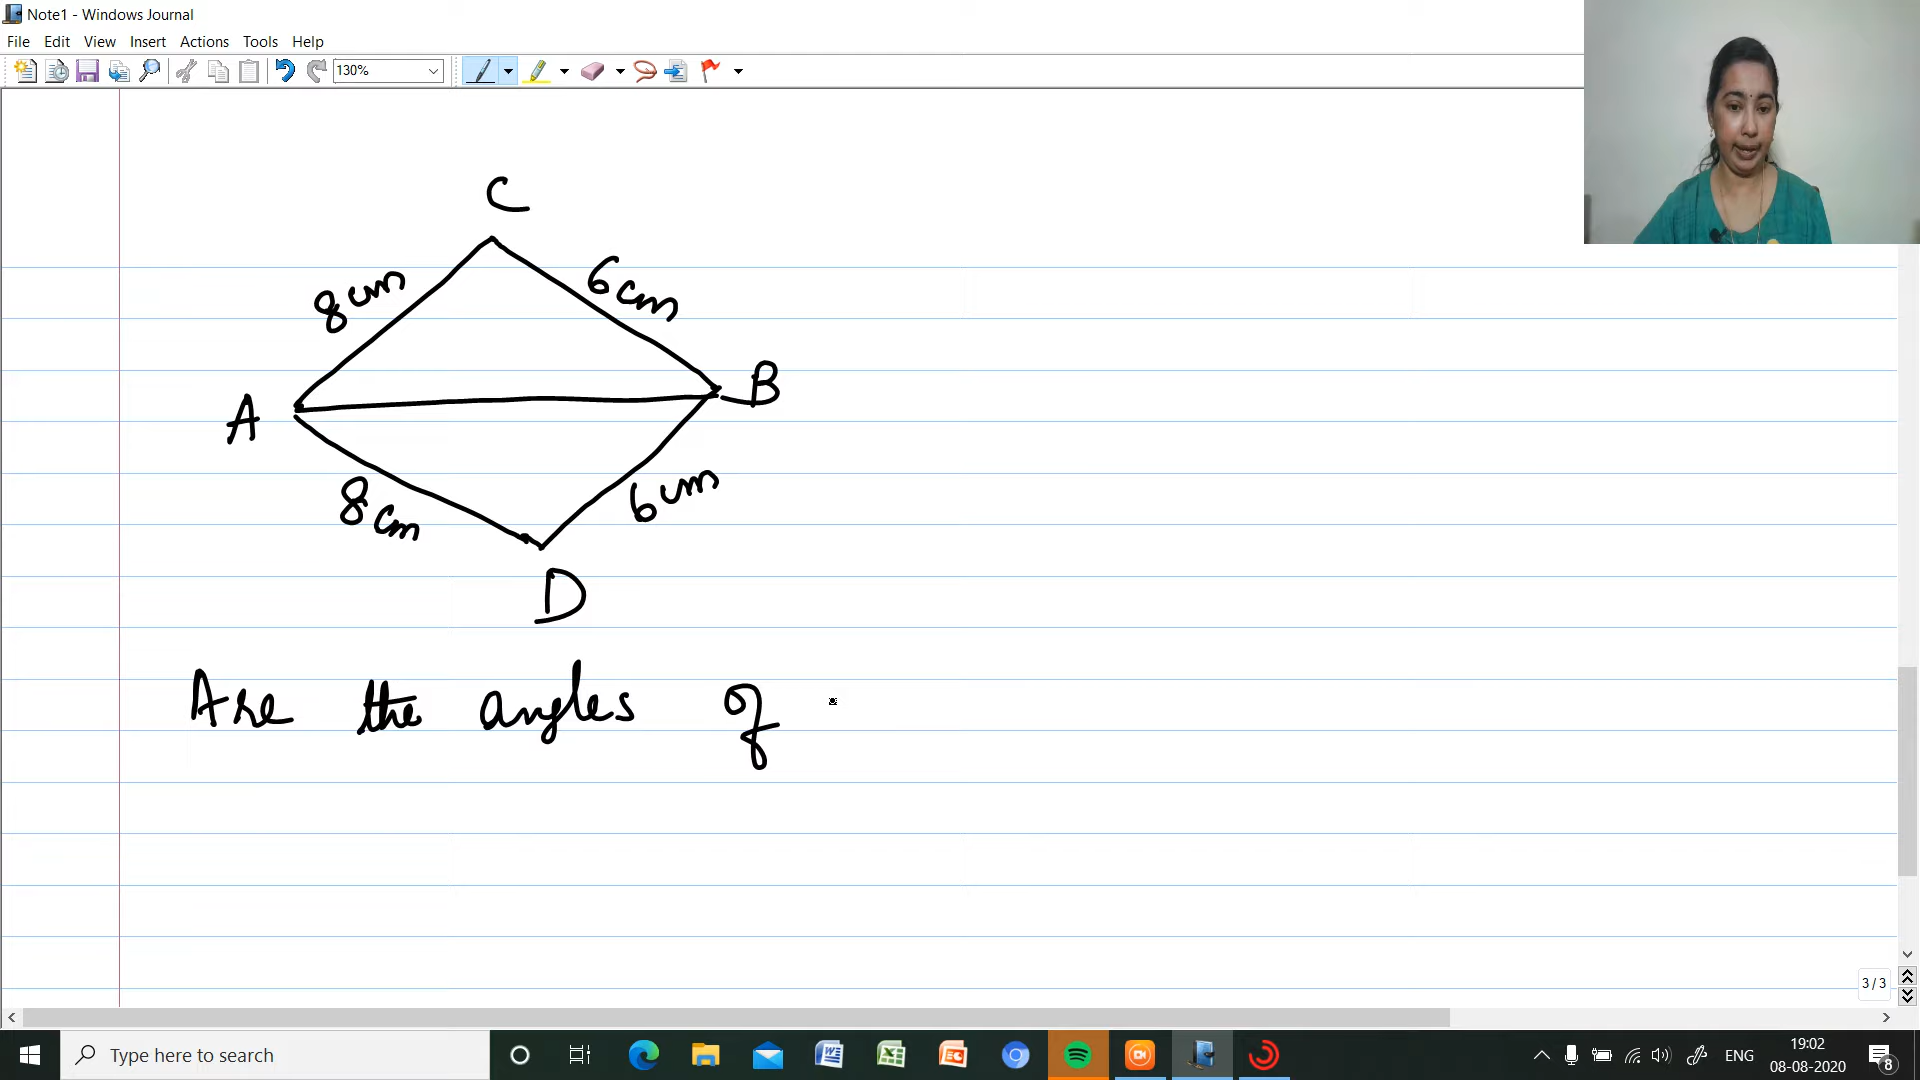 Note1 - Windows Journal
File Edit View Insert Actions Tools Help
130%
C
8cm
6cm
A
B
8cm
6cm
D
Are the angles of
3 / 3
Type here to search
ENG
19:02
08-08-2020
8